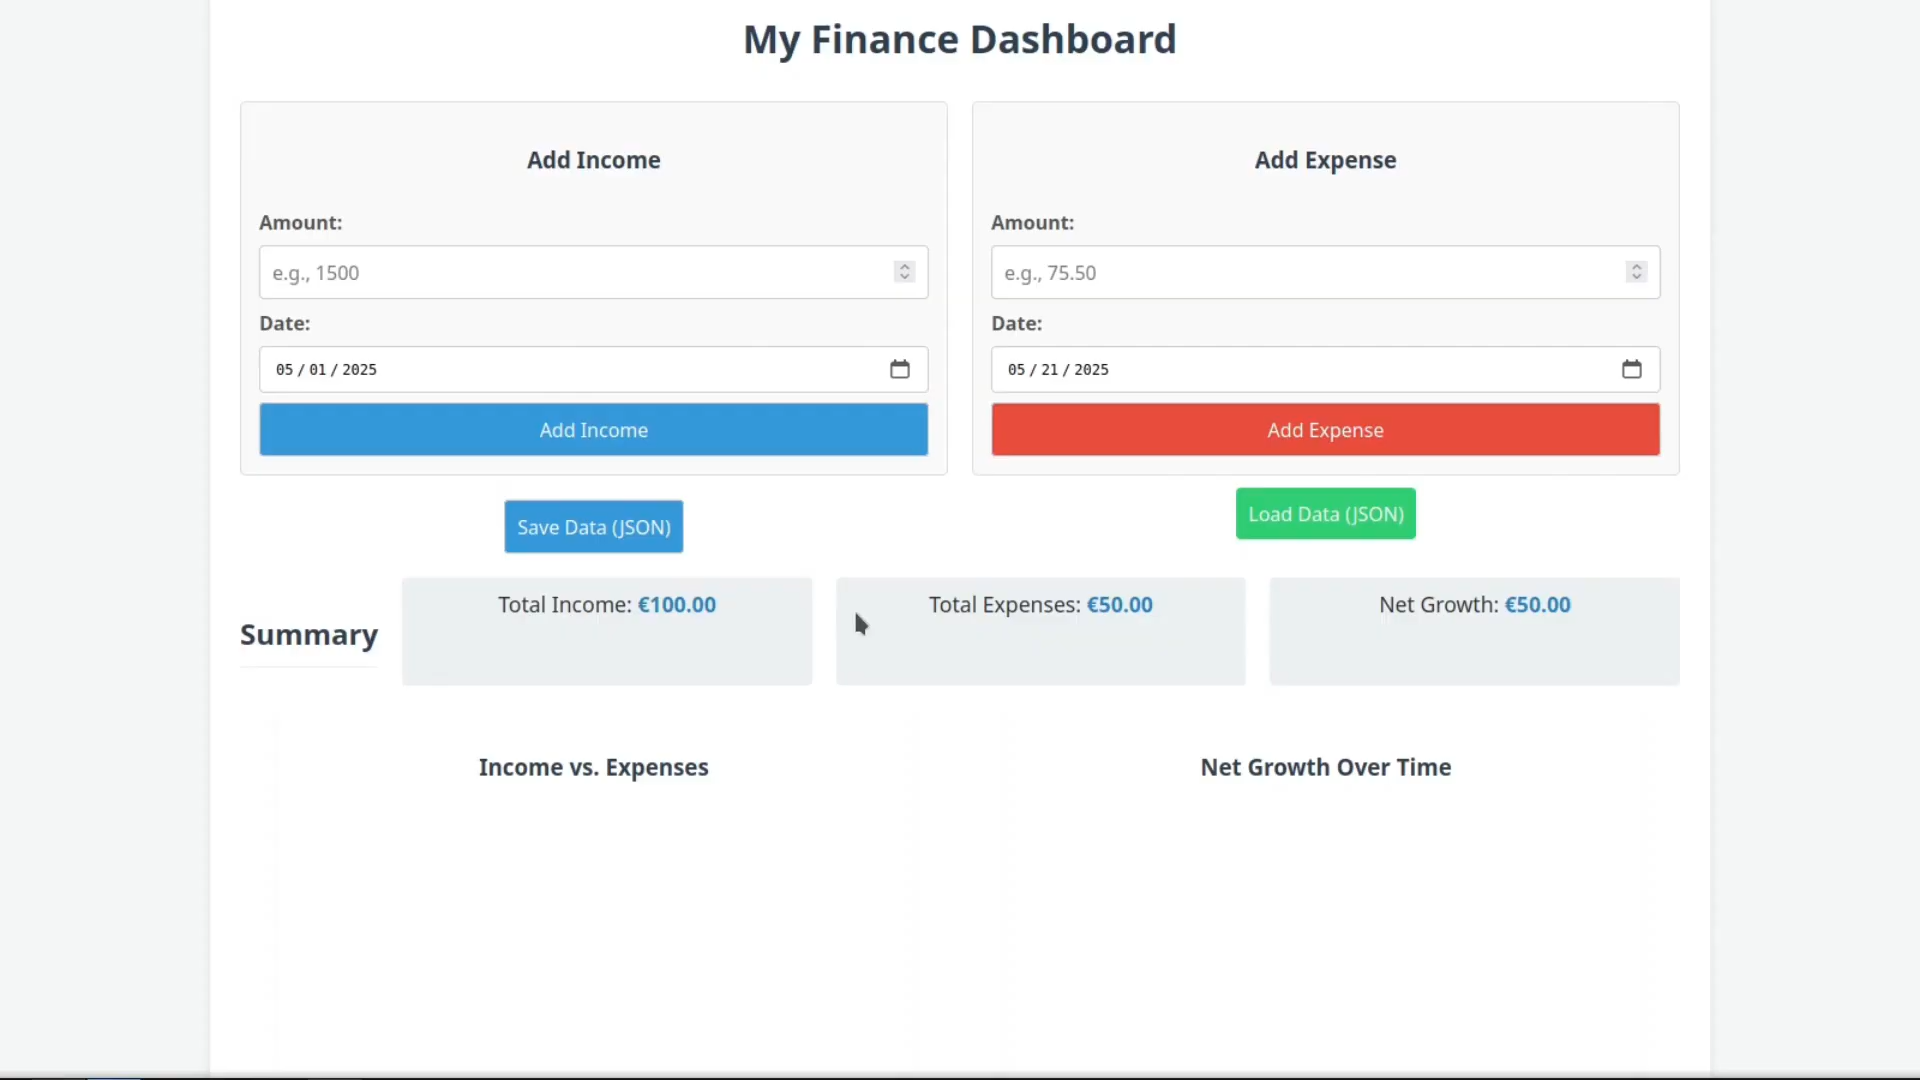 My Finance Dashboard
Add Income
Amount:
e.g., 1500
Date:
05 / 01 / 2025
Add Income
Add Expense
Amount:
e.g., 75.50
Date:
05 / 21 / 2025
Add Expense
Save Data (JSON)
Load Data (JSON)
Summary
Total Income: €100.00
Total Expenses: €50.00
Net Growth: €50.00
Income vs. Expenses
Net Growth Over Time